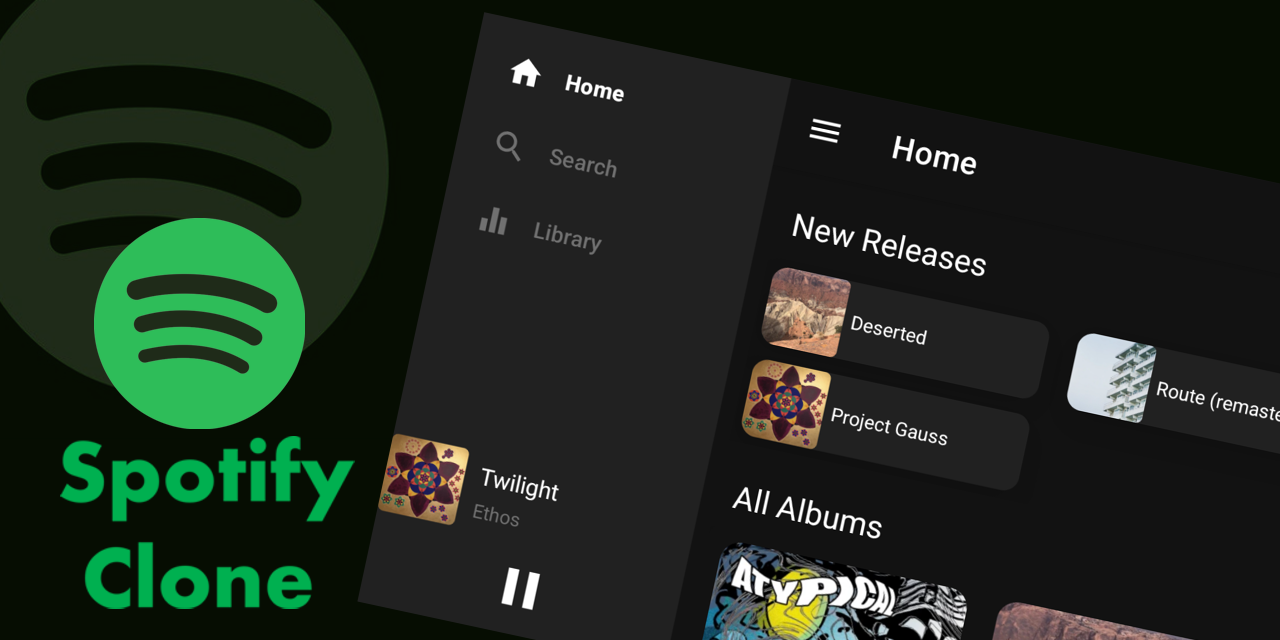 Spotify
Clone
Home
Search
Library
Twilight
Ethos
Home
New Releases
Deserted
Project Gauss
Route (remaste
All Albums
ATYPICAL